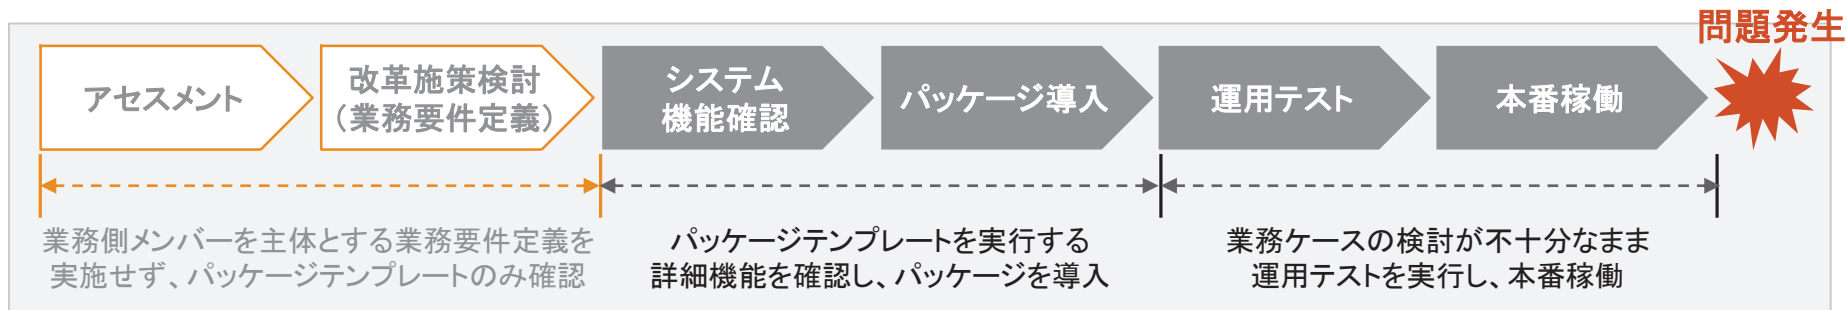 問題発生
アセスメント
改革施策検討
（業務要件定義）
システム
機能確認
パッケージ導入
運用テスト
本番稼働
業務側メンバーを主体とする業務要件定義を
実施せず、パッケージテンプレートのみ確認
パッケージテンプレートを実行する
詳細機能を確認し、パッケージを導入
業務ケースの検討が不十分なまま
運用テストを実行し、本番稼働